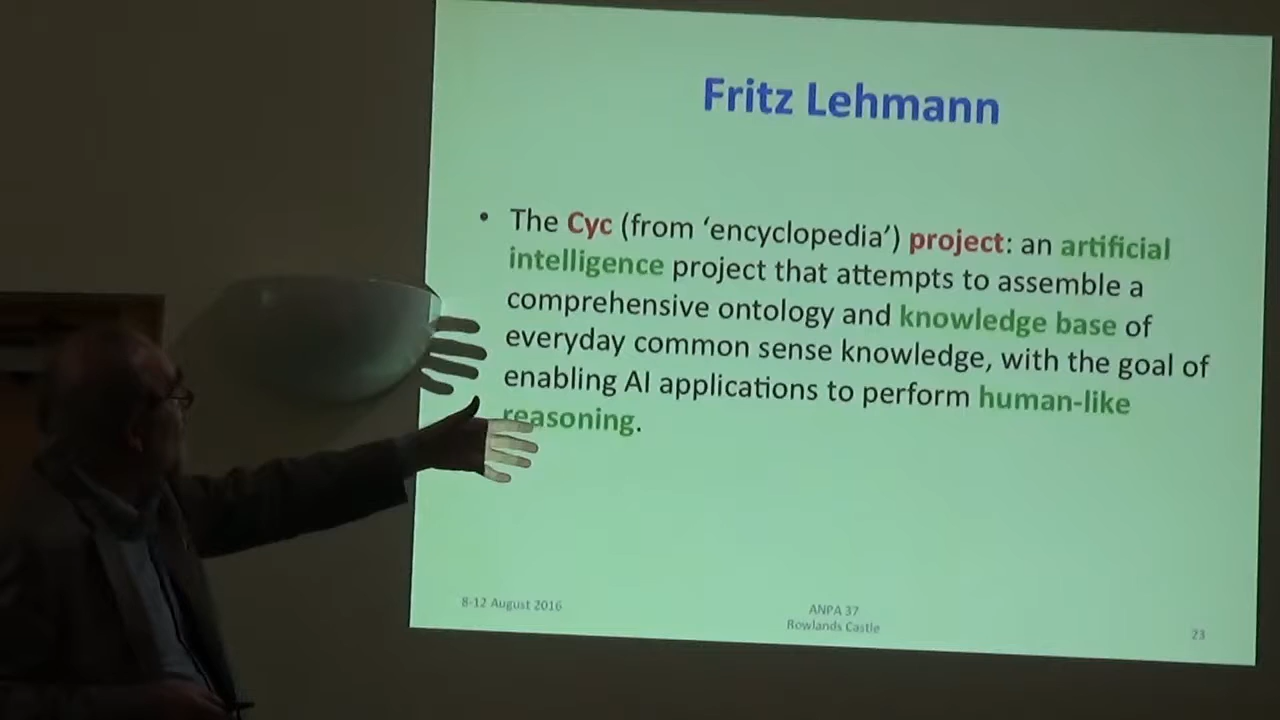 Fritz Lehmann
• The Cyc (from ‘encyclopedia’) project: an artificial
intelligence project that attempts to assemble a
comprehensive ontology and knowledge base of
everyday common sense knowledge, with the goal of
enabling AI applications to perform human-like
reasoning.
8-12 August 2016
ANPA 37
Rowlands Castle
23